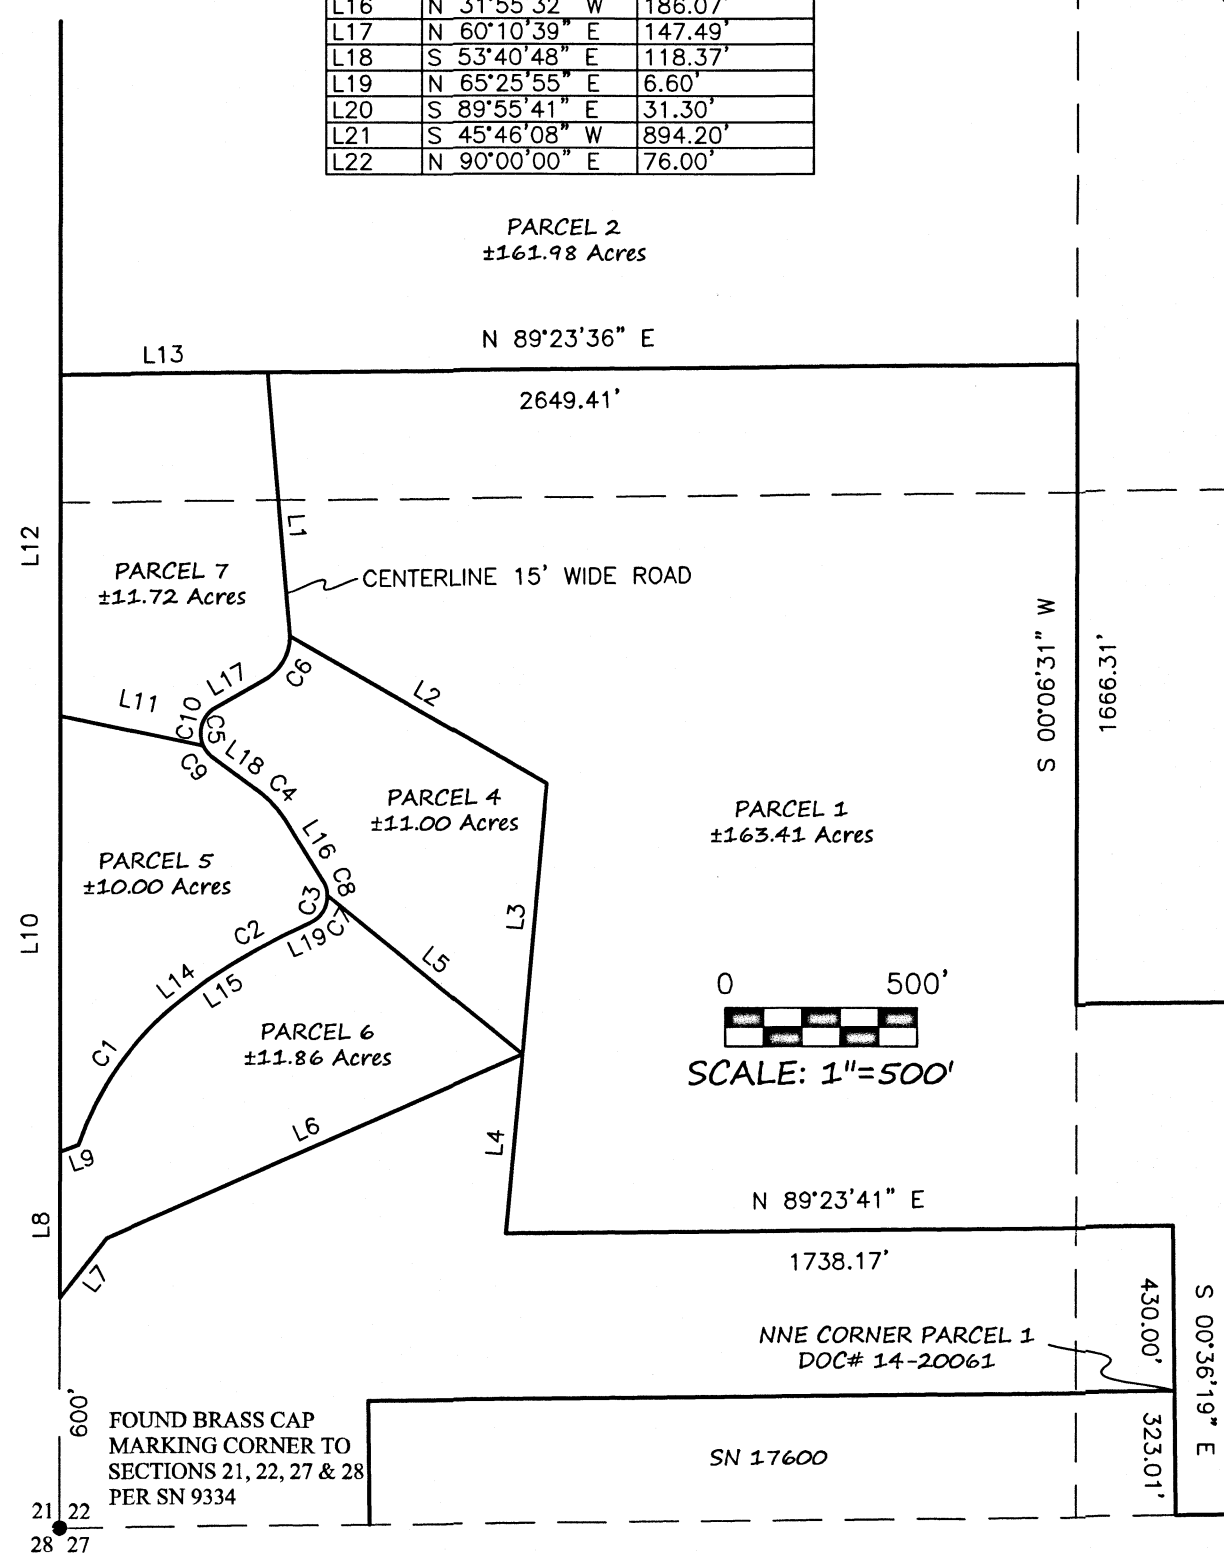 L16 N 31°55'32" W 186.07'
L17 N 60°10'39" E 147.49'
L18 S 53°40'48" E 118.37'
L19 N 65°25'55" E 6.60'
L20 S 89°55'41" E 31.30'
L21 S 45°46'08" W 894.20'
L22 N 90°00'00" E 76.00'
PARCEL 2
±161.98 Acres
N 89°23'36" E
L13
2649.41'
L12
L1
PARCEL 7
±11.72 Acres
CENTERLINE 15' WIDE ROAD
S 00°06'31" W
1666.31'
L17
C6
L2
L11
C10
C5
C9
L18
C4
PARCEL 4
±11.00 Acres
PARCEL 1
±163.41 Acres
L16
PARCEL 5
±10.00 Acres
C8
C3
C7
L10
C2
L19
L3
L5
L14
L15
0 500'
SCALE: 1"=500'
PARCEL 6
±11.86 Acres
C1
L6
L4
L9
L8
L7
N 89°23'41" E
1738.17'
430.00'
S 00°36'19" E
NNE CORNER PARCEL 1
DOC# 14-20061
600'
FOUND BRASS CAP
MARKING CORNER TO
SECTIONS 21, 22, 27 & 28
PER SN 9334
SN 17600
323.01'
21 22
28 27